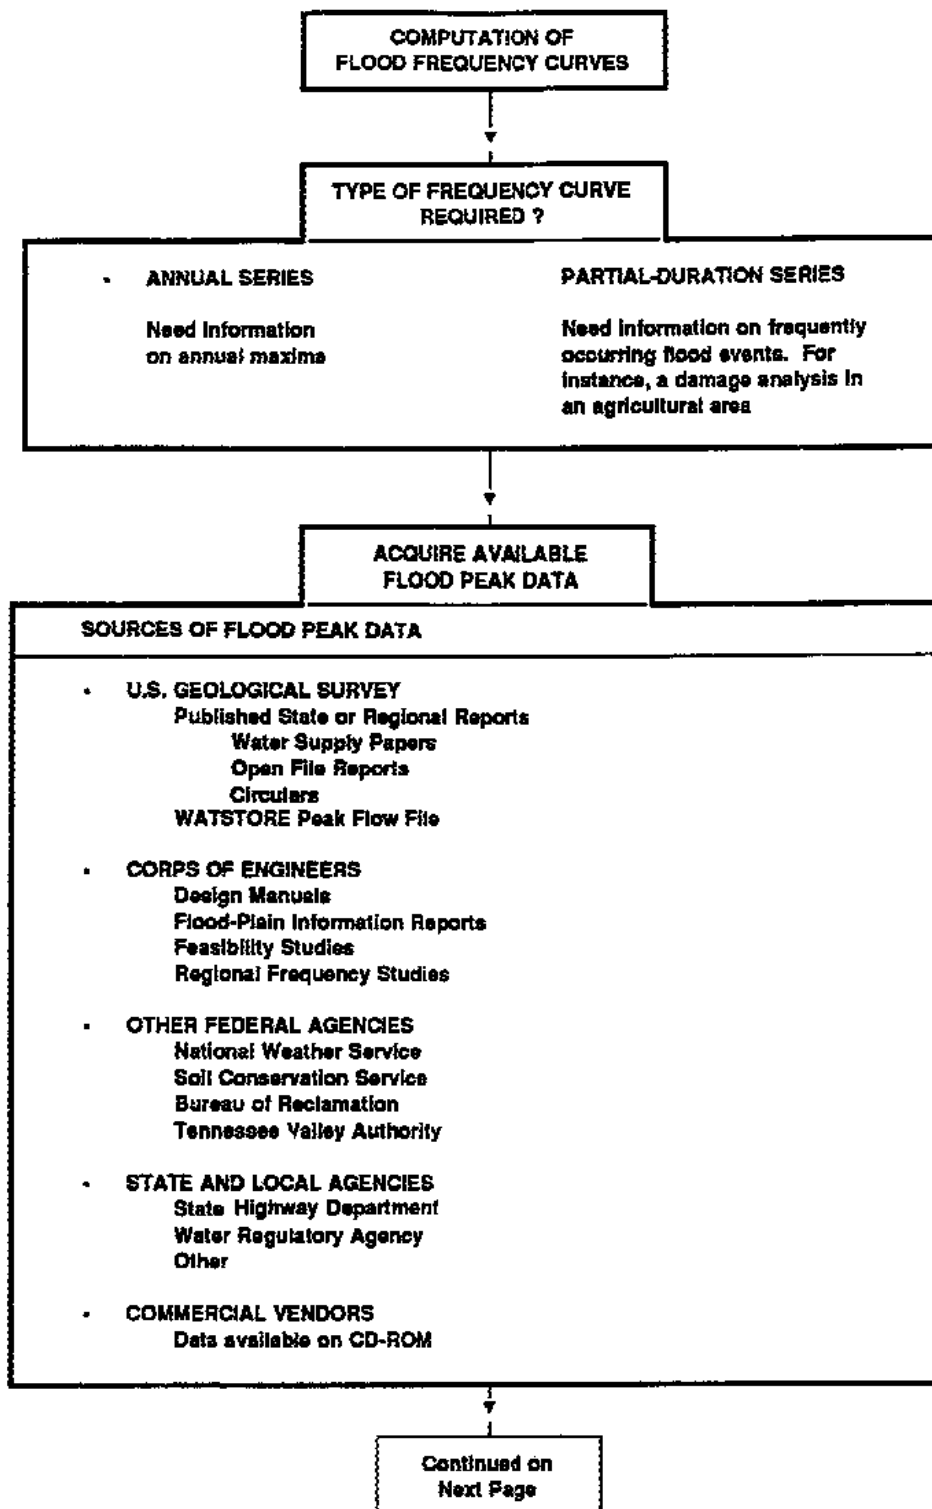 COMPUTATION OF
FLOOD FREQUENCY CURVES
TYPE OF FREQUENCY CURVE
REQUIRED ?
- ANNUAL SERIES
Need information
on annual maxima
PARTIAL-DURATION SERIES
Need information on frequently
occurring flood events. For
instance, a damage analysis in
an agricultural area
ACQUIRE AVAILABLE
FLOOD PEAK DATA
SOURCES OF FLOOD PEAK DATA
- U.S. GEOLOGICAL SURVEY
Published State or Regional Reports
Water Supply Papers
Open File Reports
Circulars
WATSTORE Peak Flow File
- CORPS OF ENGINEERS
Design Manuals
Flood-Plain Information Reports
Feasibility Studies
Regional Frequency Studies
- OTHER FEDERAL AGENCIES
National Weather Service
Soil Conservation Service
Bureau of Reclamation
Tennessee Valley Authority
- STATE AND LOCAL AGENCIES
State Highway Department
Water Regulatory Agency
Other
- COMMERCIAL VENDORS
Data available on CD-ROM
Continued on
Next Page